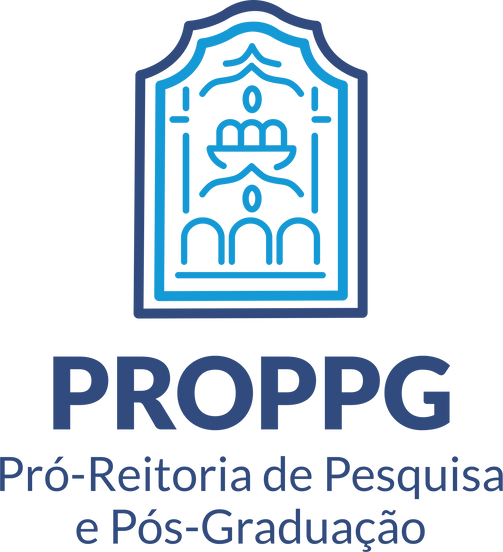 PROPPG
Pró-Reitoria de Pesquisa
e Pós-Graduação